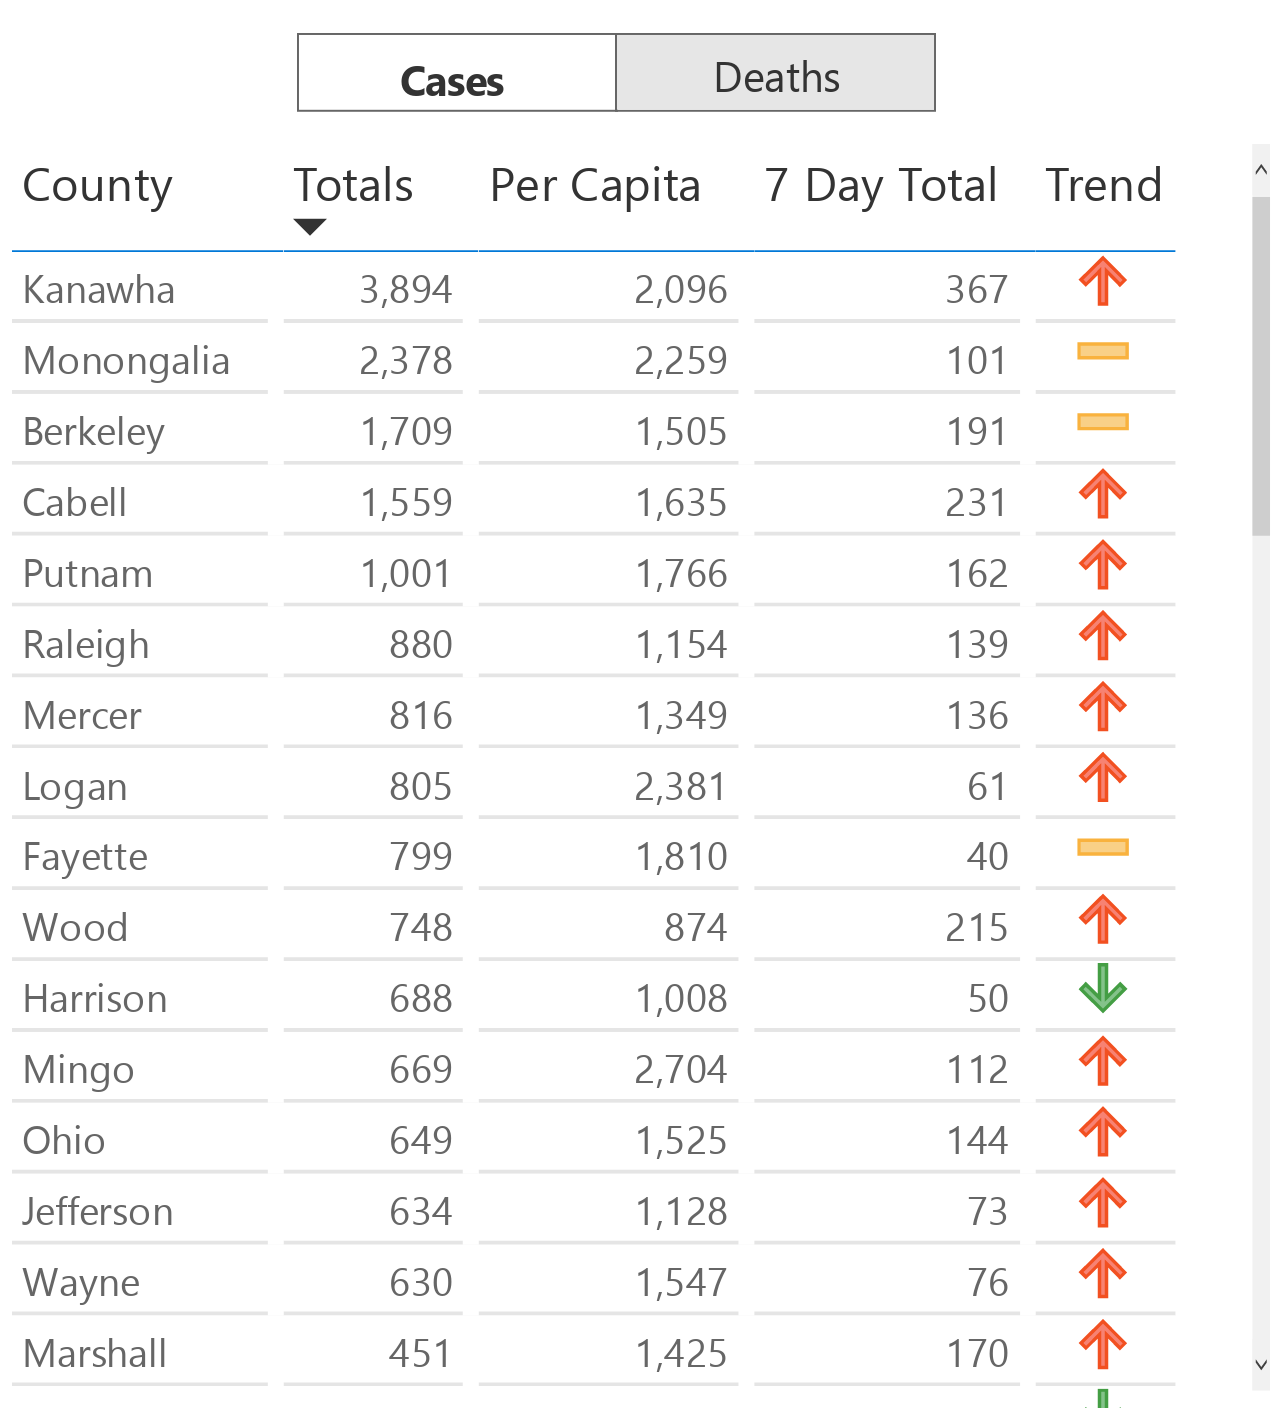 Cases Deaths
County Totals Per Capita 7 Day Total Trend
Kanawha 3,894 2,096 367
Monongalia 2,378 2,259 101
Berkeley 1,709 1,505 191
Cabell 1,559 1,635 231
Putnam 1,001 1,766 162
Raleigh 880 1,154 139
Mercer 816 1,349 136
Logan 805 2,381 61
Fayette 799 1,810 40
Wood 748 874 215
Harrison 688 1,008 50
Mingo 669 2,704 112
Ohio 649 1,525 144
Jefferson 634 1,128 73
Wayne 630 1,547 76
Marshall 451 1,425 170